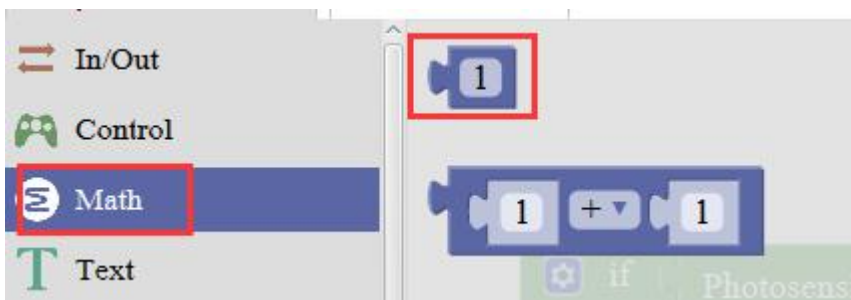 In/Out
Control
Math
Text
1
1 + 1
if Photosens